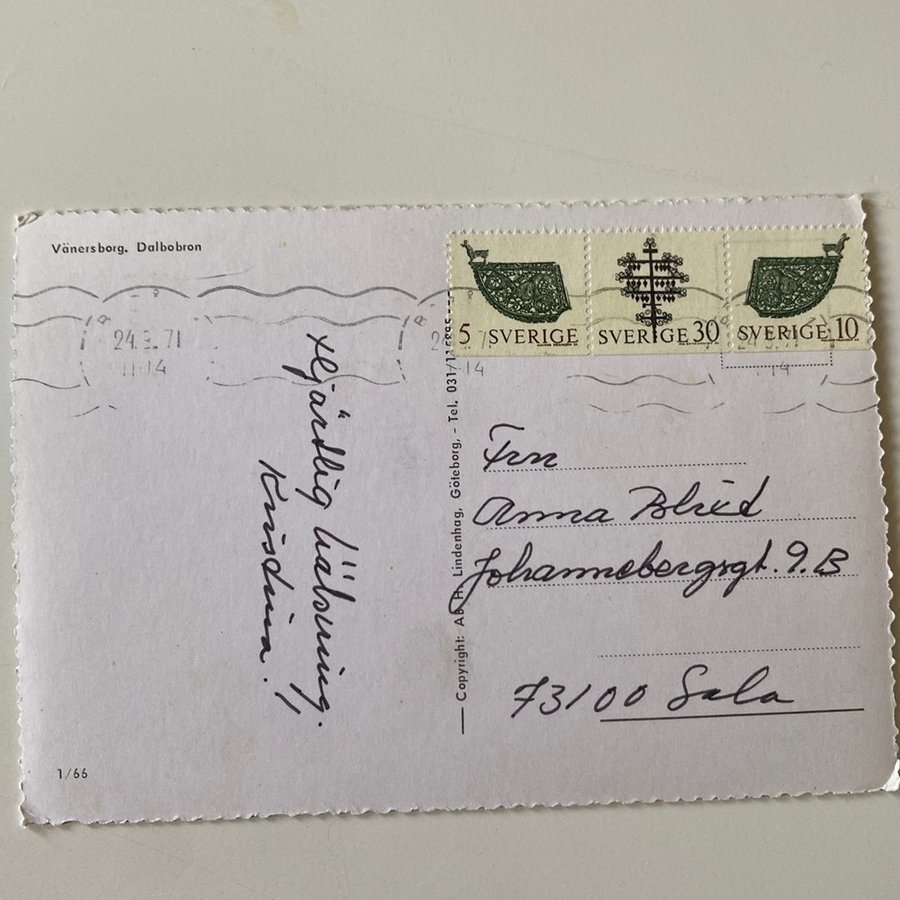 Vänersborg. Dalbobron
5 SVERIGE
SVERIGE 30
SVERIGE 10
24.3.71
11-14
Hjärtlig hälsning.
Kristina.
Copyright: Ab H. Lindenhag, Göteborg, - Tel. 031/
Fru
Anna Blixt
Johannebergsgt. 9.B
73100 Sala
1/66